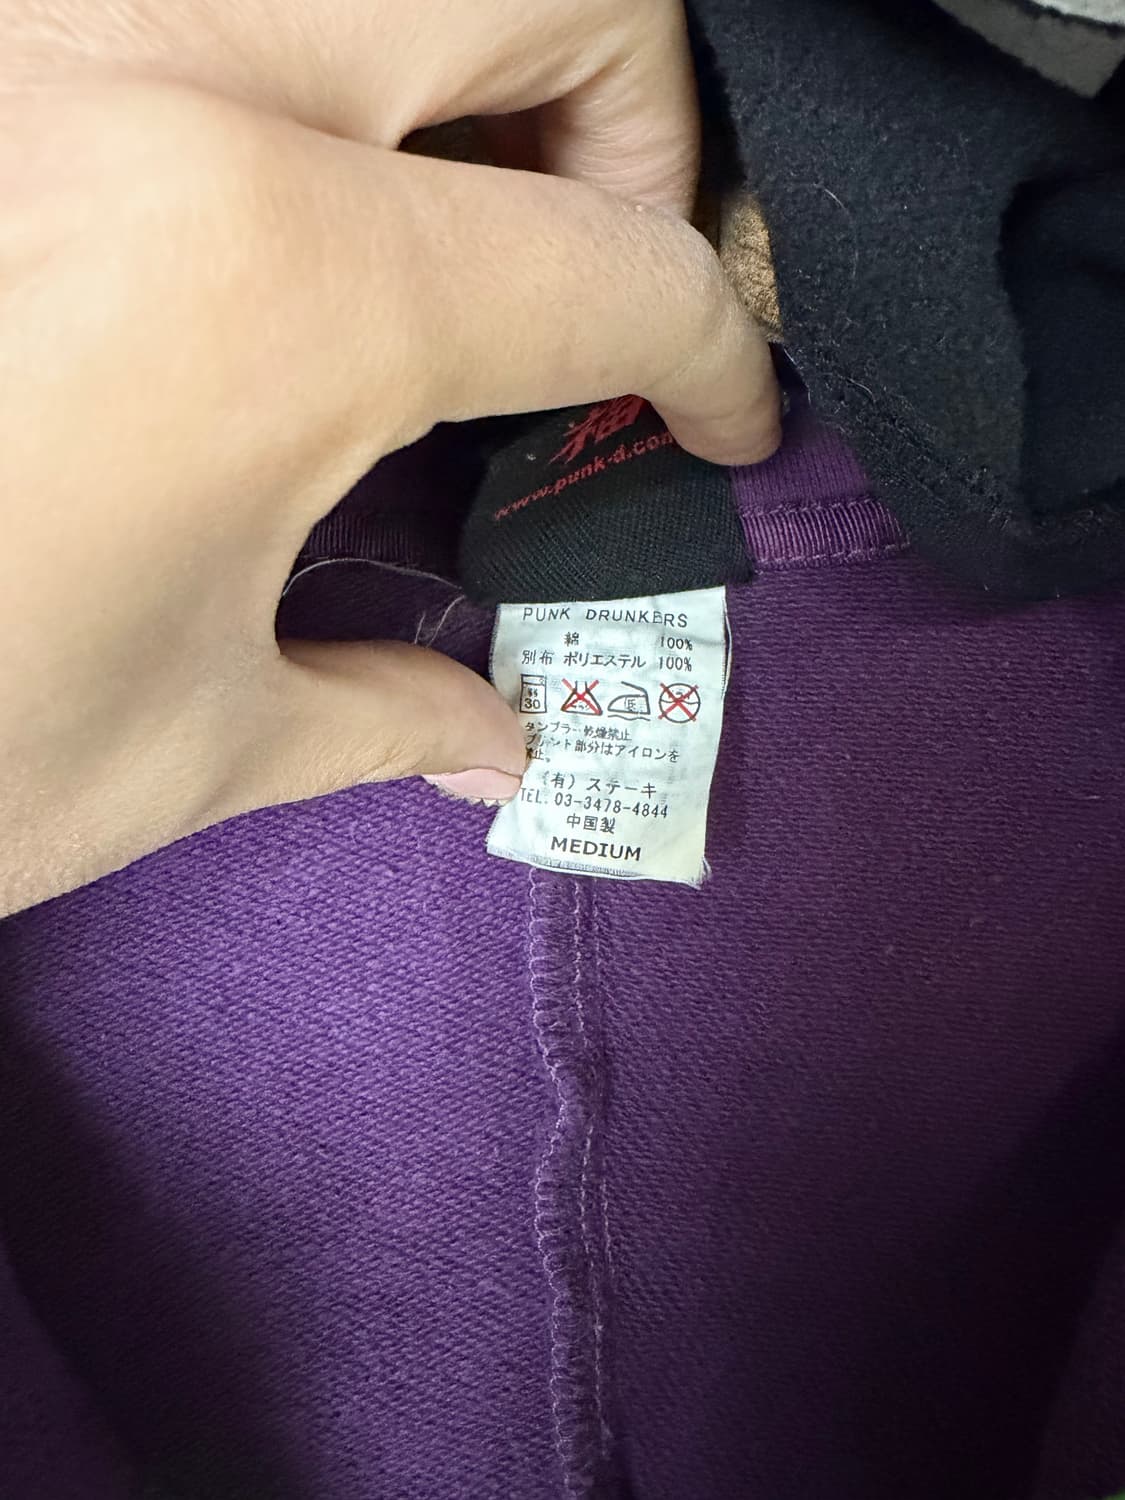 www.punk-d.com
PUNK DRUNKERS
綿 100%
別布 ポリエステル 100%
30
タンブラー乾燥禁止
プリント部分はアイロンを
禁止。
(有) ステーキ
TEL. 03-3478-4844
中国製
MEDIUM